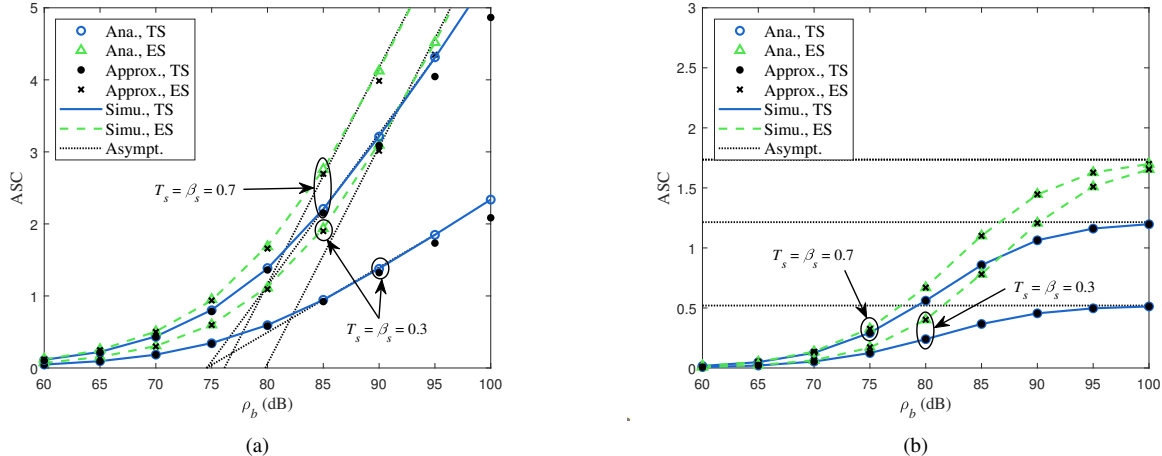 5
4
3
2
1
0
ASC
Ana., TS
Ana., ES
Approx., TS
Approx., ES
Simu., TS
Simu., ES
Asympt.
T_s = β_s = 0.7
T_s = β_s = 0.3
60 65 70 75 80 85 90 95 100
ρ_b (dB)
(a)
3
2.5
2
1.5
1
0.5
0
ASC
Ana., TS
Ana., ES
Approx., TS
Approx., ES
Simu., TS
Simu., ES
Asympt.
T_s = β_s = 0.7
T_s = β_s = 0.3
60 65 70 75 80 85 90 95 100
ρ_b (dB)
(b)